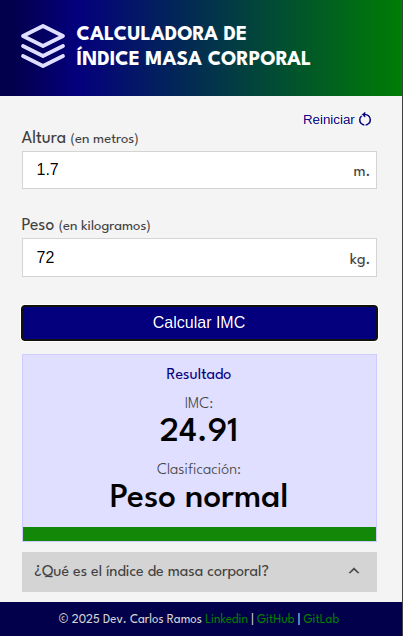 CALCULADORA DE
ÍNDICE MASA CORPORAL
Reiniciar
Altura (en metros)
1.7 m.
Peso (en kilogramos)
72 kg.
Calcular IMC
Resultado
IMC:
24.91
Clasificación:
Peso normal
¿Qué es el índice de masa corporal?
© 2025 Dev. Carlos Ramos Linkedin | GitHub | GitLab